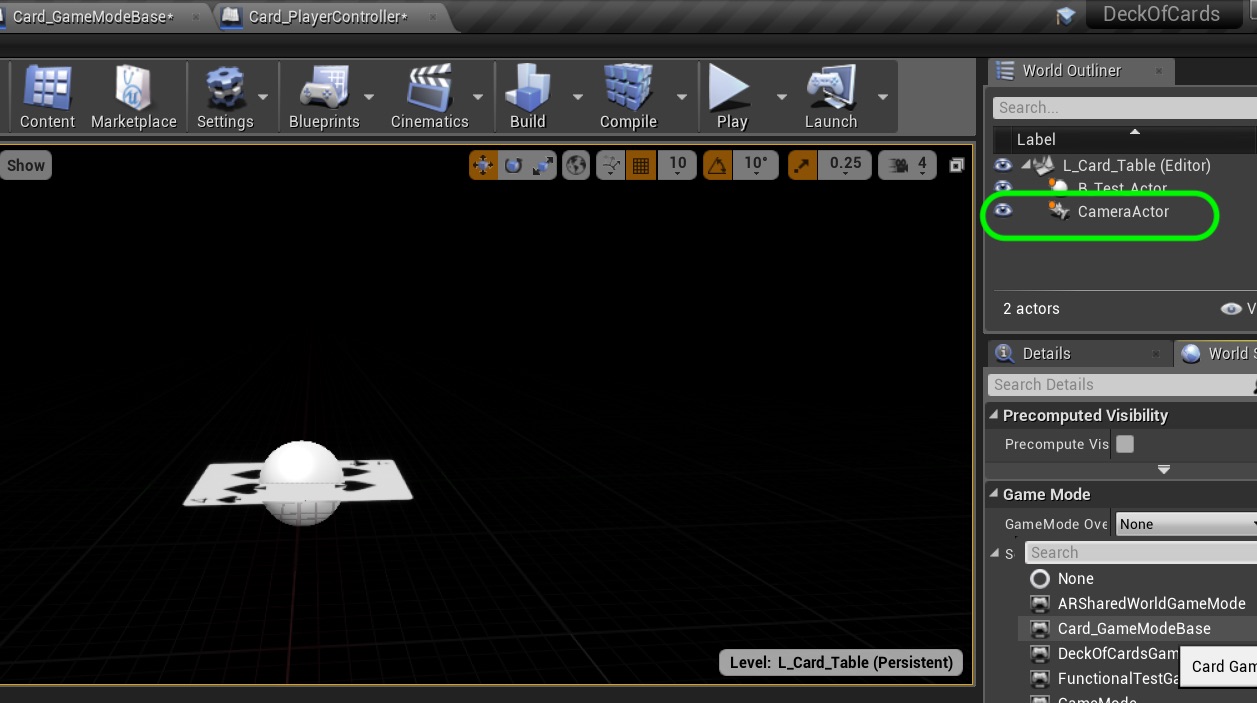 Card_GameModeBase*
Card_PlayerController*
DeckOfCards
Content
Marketplace
Settings
Blueprints
Cinematics
Build
Compile
Play
Launch
World Outliner
Search...
Label
Show
10
10°
0.25
4
L_Card_Table (Editor)
B_Test_Actor
CameraActor
2 actors
V
Details
World S
Search Details
Precomputed Visibility
Precompute Vis
Game Mode
GameMode Ove
None
S
Search
None
ARSharedWorldGameMode
Card_GameModeBase
DeckOfCardsGam
Card Gam
FunctionalTestGa
GameMode
Level: L_Card_Table (Persistent)